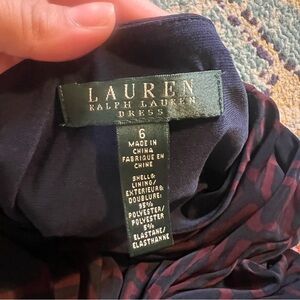 LAUREN
RALPH LAUREN
DRESS
6
MADE IN
CHINA
FABRIQUE EN
CHINE
SHELL&
LINING/
EXTERIEUR&
DOUBLURE:
95%
POLYESTER/
POLYESTER
5%
ELASTANE/
ELASTHANNE